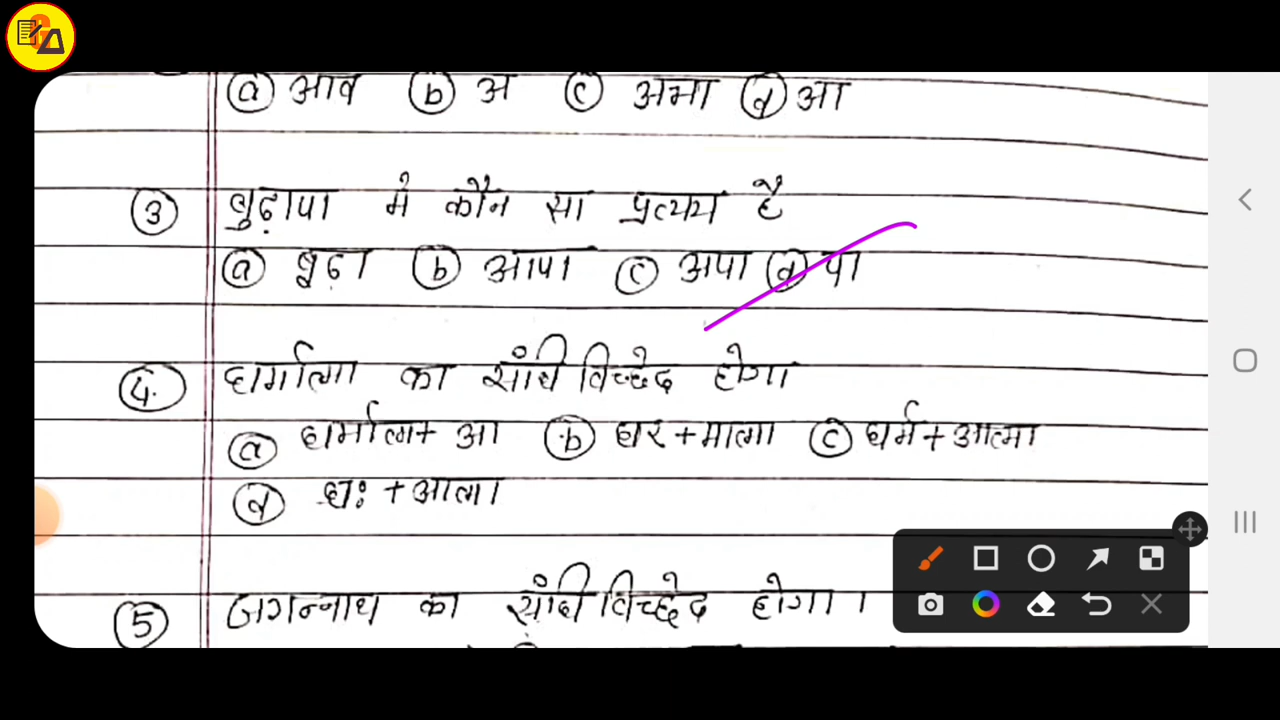 (a) आव (b) अ (c) अमा (d) आ
(3) बुढ़ापा मे कौन सा प्रत्यय है
(a) बूढ़ा (b) आपा (c) अपा (d) पा
(4.) धर्मात्मा का संधि विच्छेद होगा
(a) धर्मात्म+ आ (b) धर + मात्मा (c) धर्म + आत्मा
(d) धः + आत्मा
(5) जगन्नाथ का संधि विच्छेद होगा ।